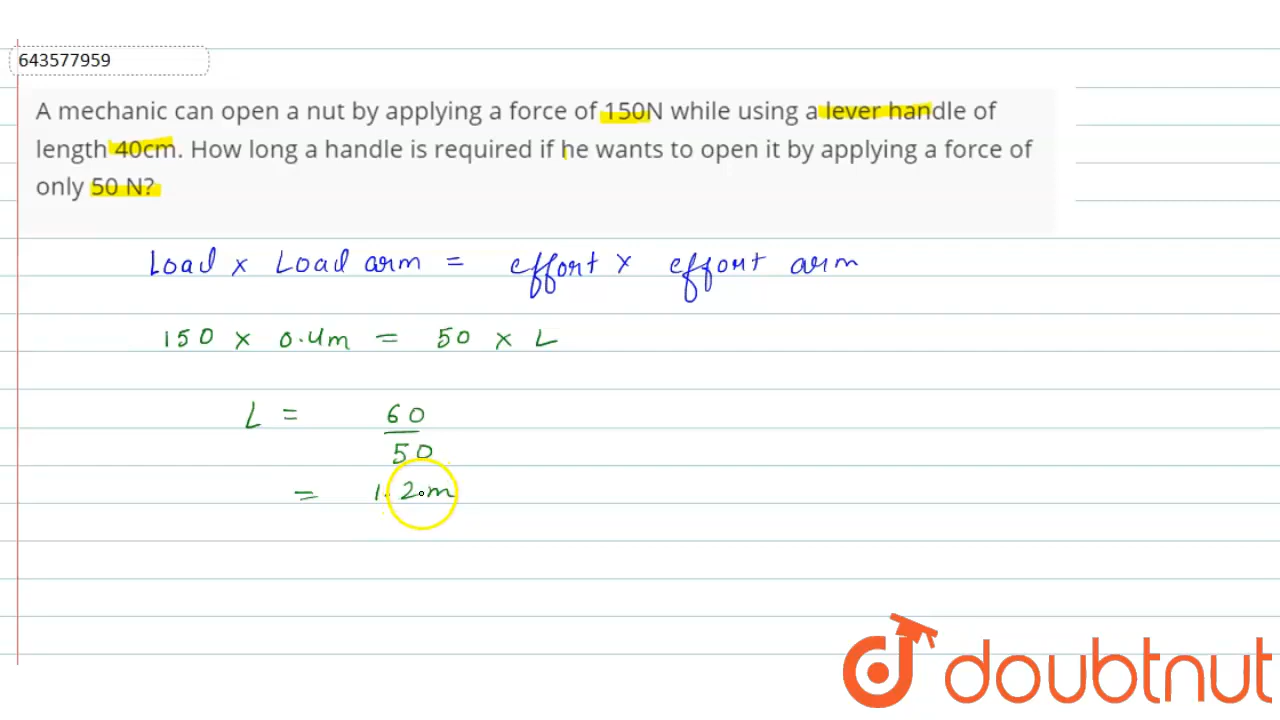 643577959
A mechanic can open a nut by applying a force of 150N while using a lever handle of
length 40cm. How long a handle is required if he wants to open it by applying a force of
only 50 N?
Load x Load arm = effort x effort arm
150 x 0.4m = 50 x L
L = 60
50
= 1.2m
doubtnut